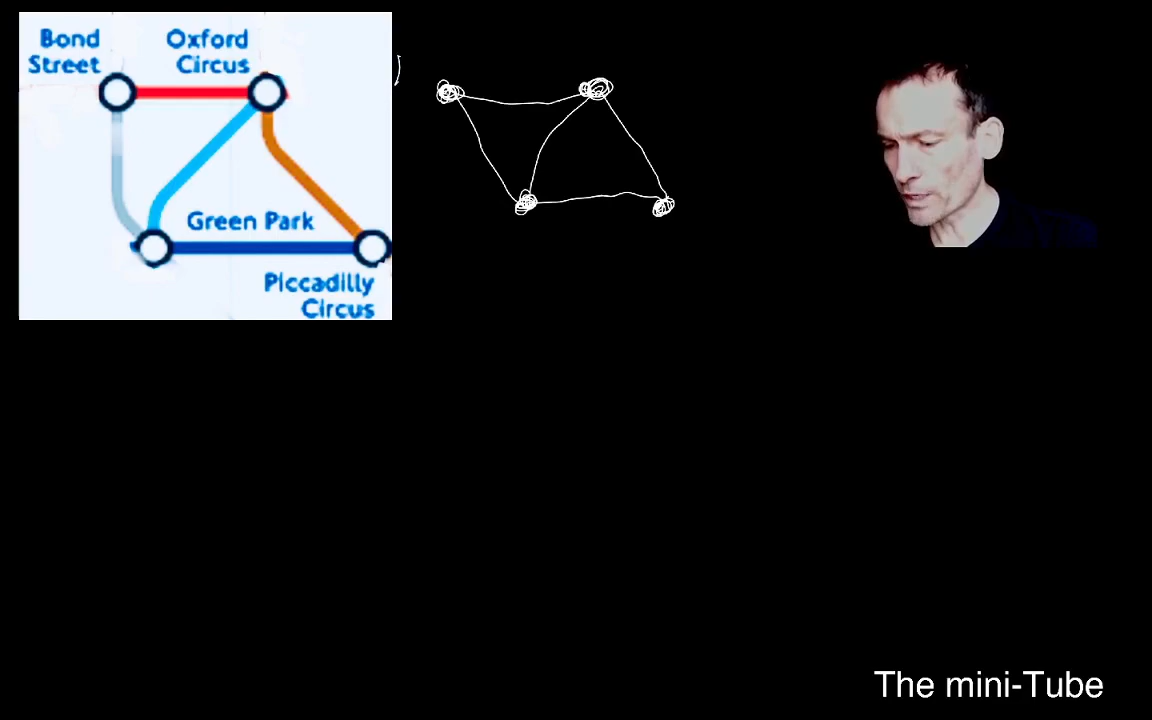 Bond
Street
Oxford
Circus
Green Park
Piccadilly
Circus
The mini-Tube